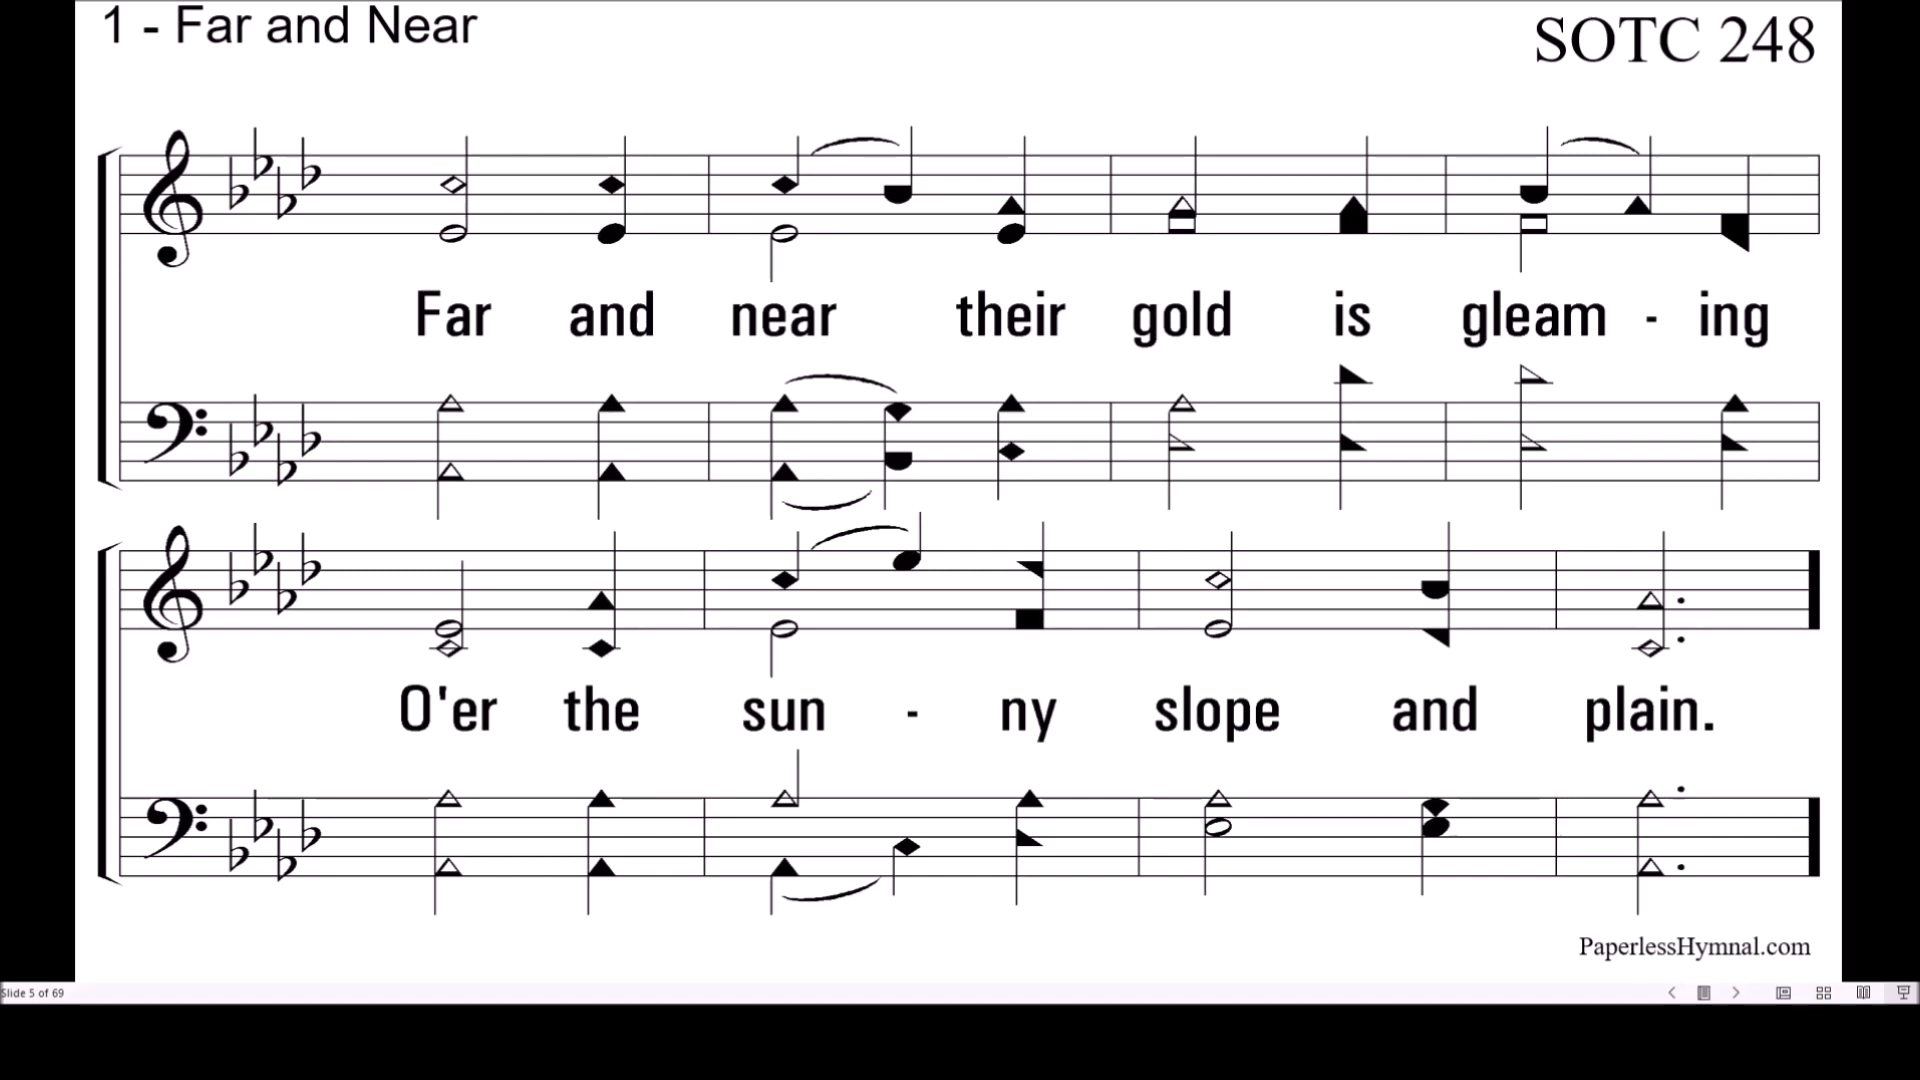 1 - Far and Near
SOTC 248
Far and near their gold is gleam - ing
O'er the sun - ny slope and plain.
PaperlessHymnal.com
Slide 5 of 69